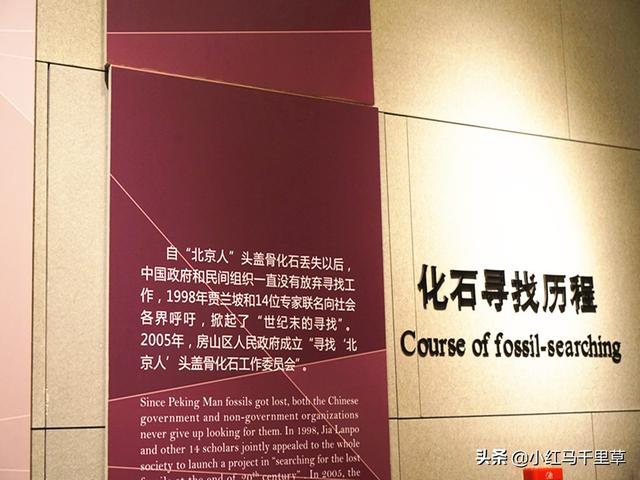 自“北京人”头盖骨化石丢失以后，
中国政府和民间组织一直没有放弃寻找工
作，1998年贾兰坡和14位专家联名向社会
各界呼吁，掀起了“世纪末的寻找”。
2005年，房山区人民政府成立“寻找‘北
京人’头盖骨化石工作委员会”。
Since Peking Man fossils got lost, both the Chinese
government and non-government organizations
never give up looking for them. In 1998, Jia Lanpo
and other 14 scholars jointly appealed to the whole
society to launch a project in “searching for the lost
fossils at the end of 20th century”. In 2005, the
化石寻找历程
Course of fossil-searching
头条 @小红马千里草